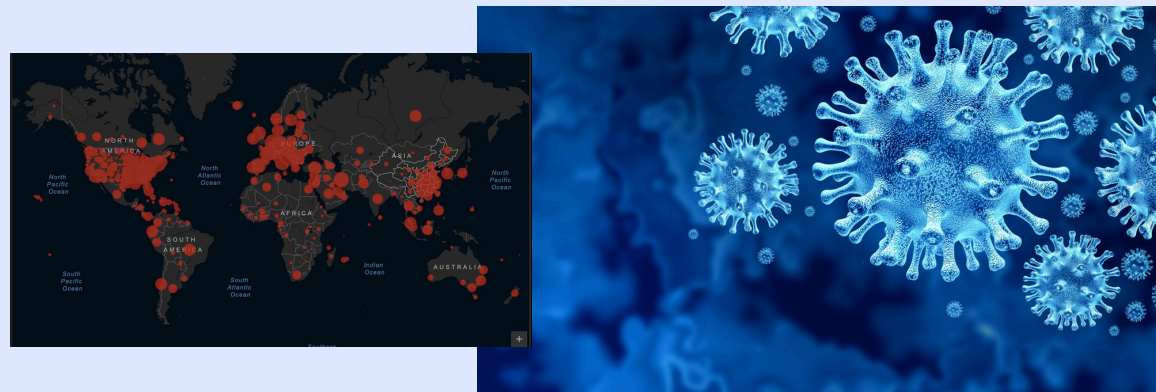 NORTH
AMERICA
EUROPE
ASIA
North
Pacific
Ocean
North
Atlantic
Ocean
North
Pacific
Ocean
AFRICA
SOUTH
AMERICA
South
Pacific
Ocean
South
Atlantic
Ocean
Indian
Ocean
AUSTRALIA
+